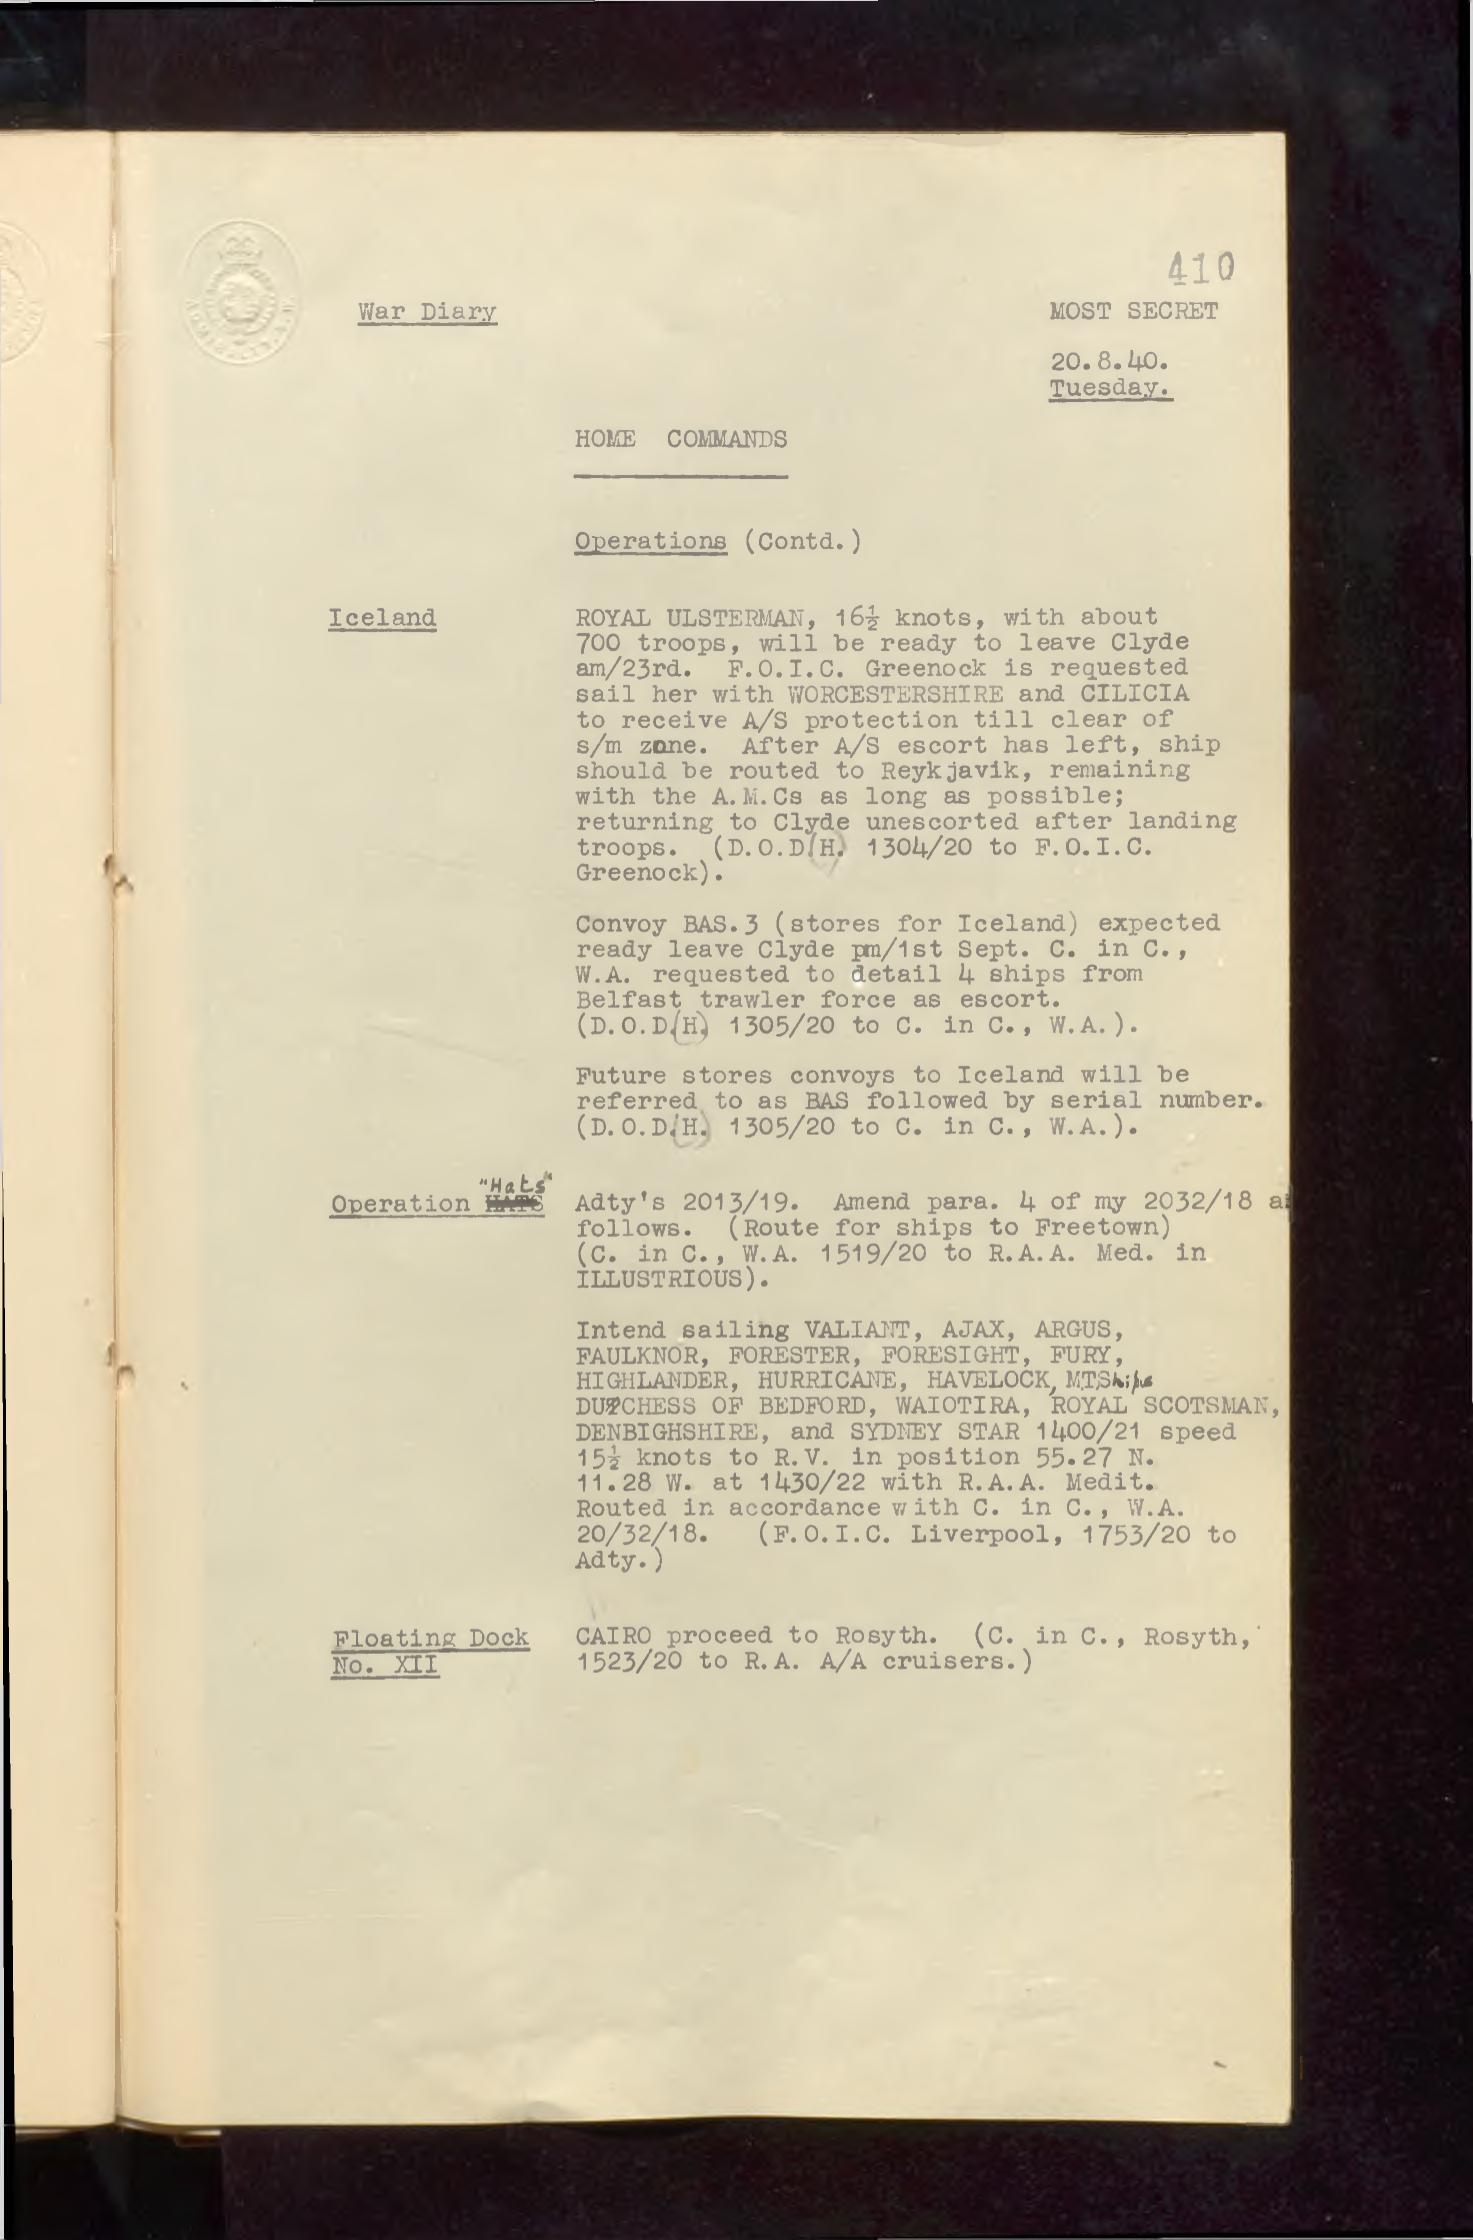 410
War Diary
MOST SECRET
20.8.40.
Tuesday.
HOME COMMANDS
Operations (Contd.)
Iceland
ROYAL ULSTERMAN, 16½ knots, with about
700 troops, will be ready to leave Clyde
am/23rd. F.O.I.C. Greenock is requested
sail her with WORCESTERSHIRE and CILICIA
to receive A/S protection till clear of
s/m zone. After A/S escort has left, ship
should be routed to Reykjavik, remaining
with the A.M.Cs as long as possible;
returning to Clyde unescorted after landing
troops. (D.O.D(H) 1304/20 to F.O.I.C.
Greenock).
Convoy BAS.3 (stores for Iceland) expected
ready leave Clyde pm/1st Sept. C. in C.,
W.A. requested to detail 4 ships from
Belfast trawler force as escort.
(D.O.D(H) 1305/20 to C. in C., W.A.).
Future stores convoys to Iceland will be
referred to as BAS followed by serial number.
(D.O.D(H) 1305/20 to C. in C., W.A.).
Operation HATS "Hats"
Adty's 2013/19. Amend para. 4 of my 2032/18 as
follows. (Route for ships to Freetown)
(C. in C., W.A. 1519/20 to R.A.A. Med. in
ILLUSTRIOUS).
Intend sailing VALIANT, AJAX, ARGUS,
FAULKNOR, FORESTER, FORESIGHT, FURY,
HIGHLANDER, HURRICANE, HAVELOCK, M.T.Ships
DUTCHESS OF BEDFORD, WAIOTIRA, ROYAL SCOTSMAN,
DENBIGHSHIRE, and SYDNEY STAR 1400/21 speed
15½ knots to R.V. in position 55.27 N.
11.28 W. at 1430/22 with R.A.A. Medit.
Routed in accordance with C. in C., W.A.
20/32/18. (F.O.I.C. Liverpool, 1753/20 to
Adty.)
Floating Dock
No. XII
CAIRO proceed to Rosyth. (C. in C., Rosyth,
1523/20 to R.A. A/A cruisers.)